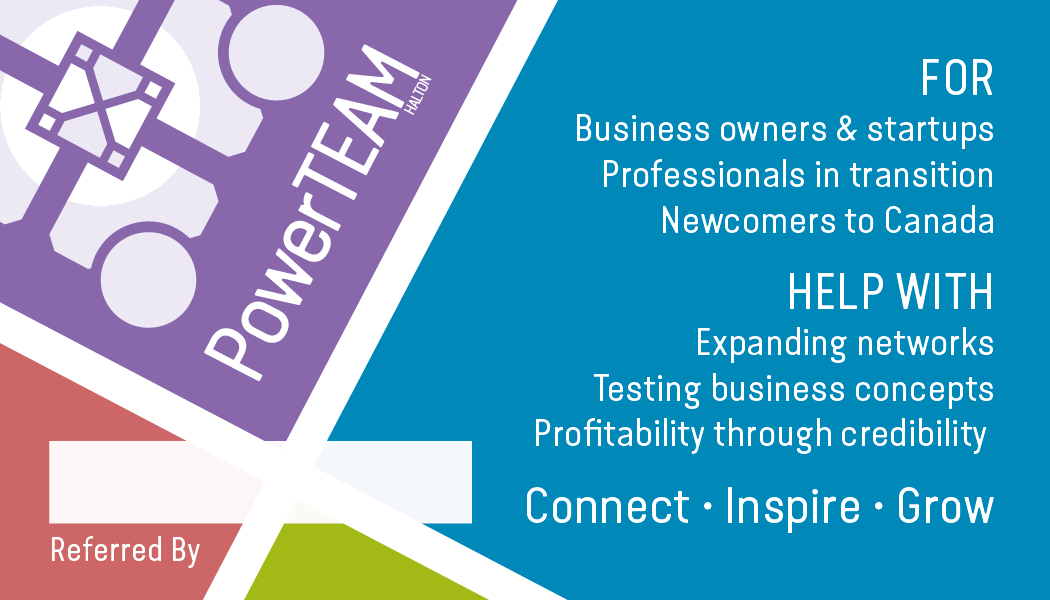 PowerTEAM
HALTON
FOR
Business owners & startups
Professionals in transition
Newcomers to Canada
HELP WITH
Expanding networks
Testing business concepts
Profitability through credibility
Connect · Inspire · Grow
Referred By